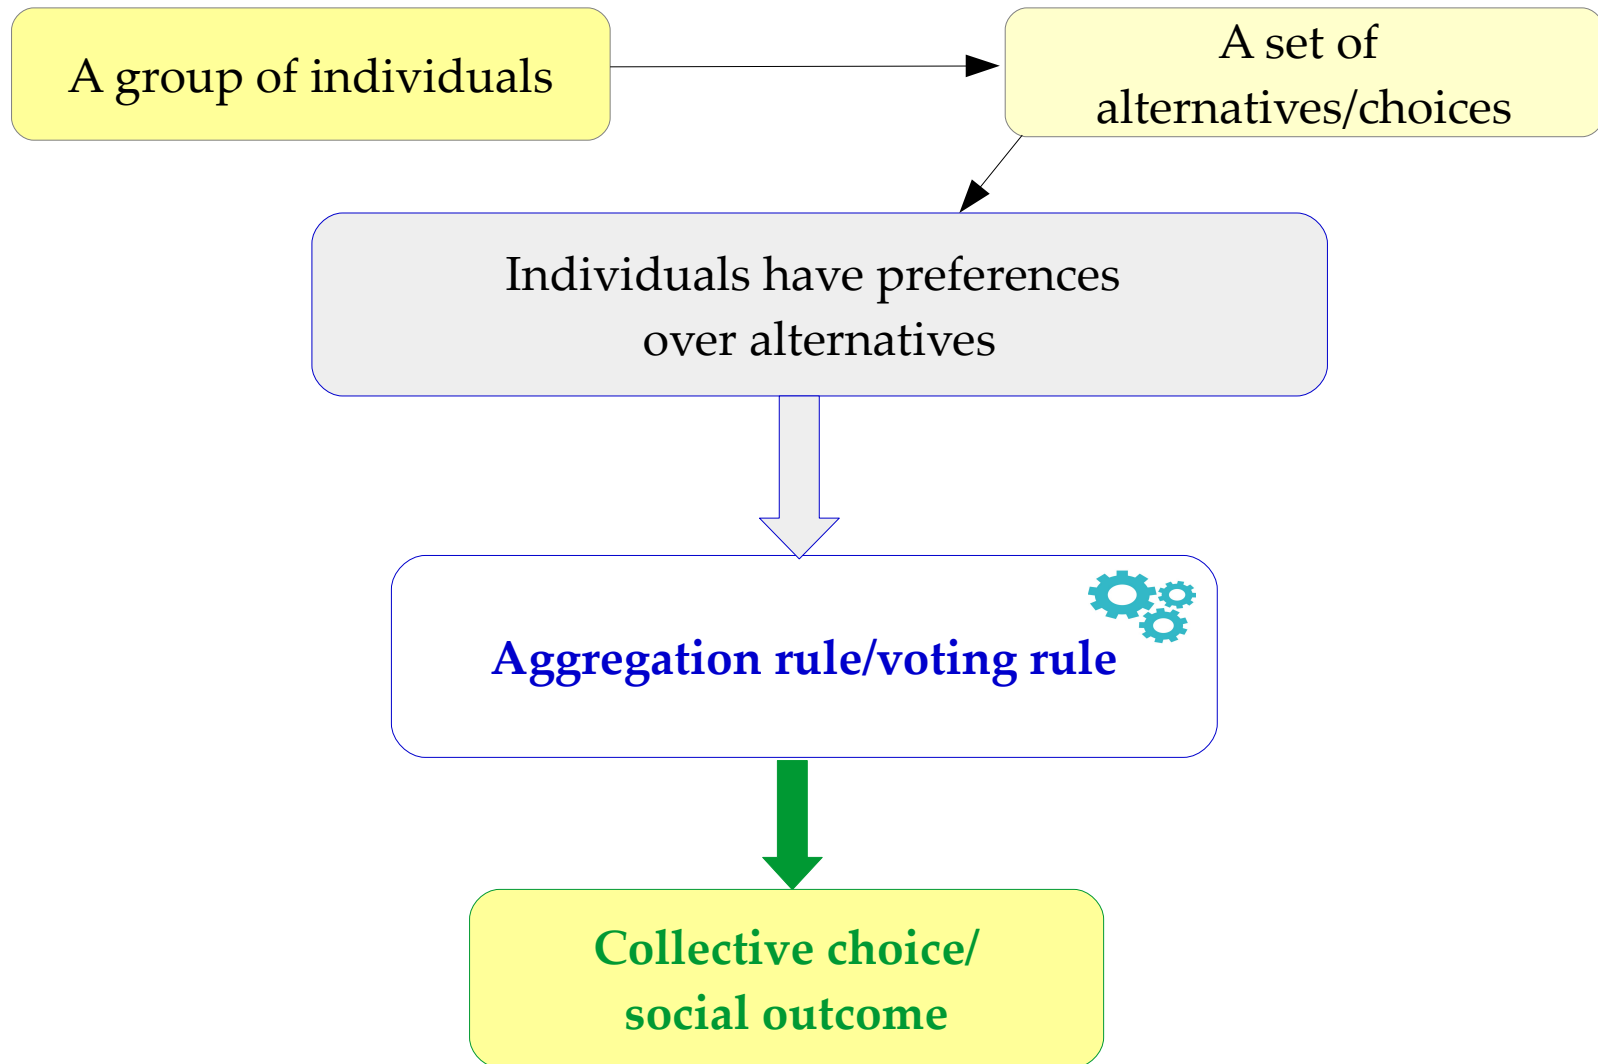 A group of individuals
A set of
alternatives/choices
Individuals have preferences
over alternatives
Aggregation rule/voting rule
Collective choice/
social outcome